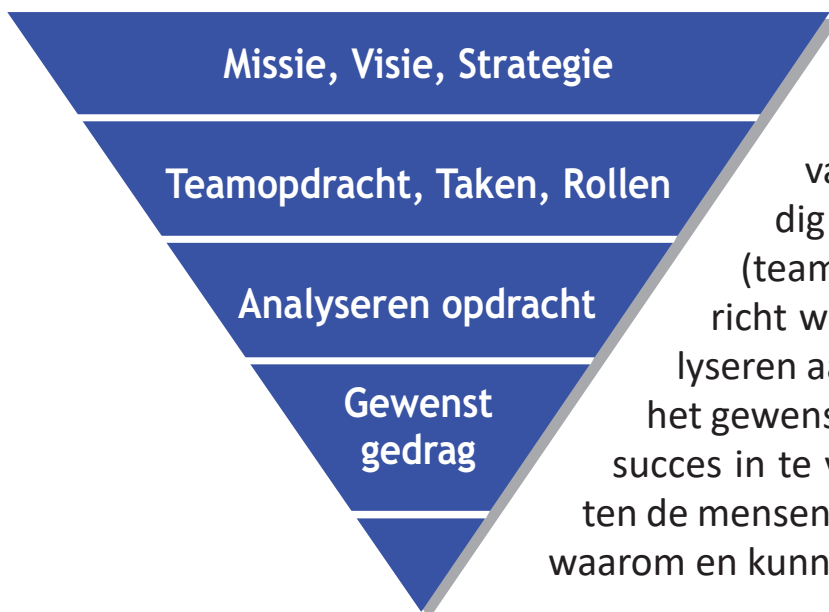 Missie, Visie, Strategie
Teamopdracht, Taken, Rollen
Analyseren opdracht
Gewenst
gedrag
va
dig
(team
richt w
lyseren aa
het gewens
succes in te v
ten de mensen
waarom en kunn